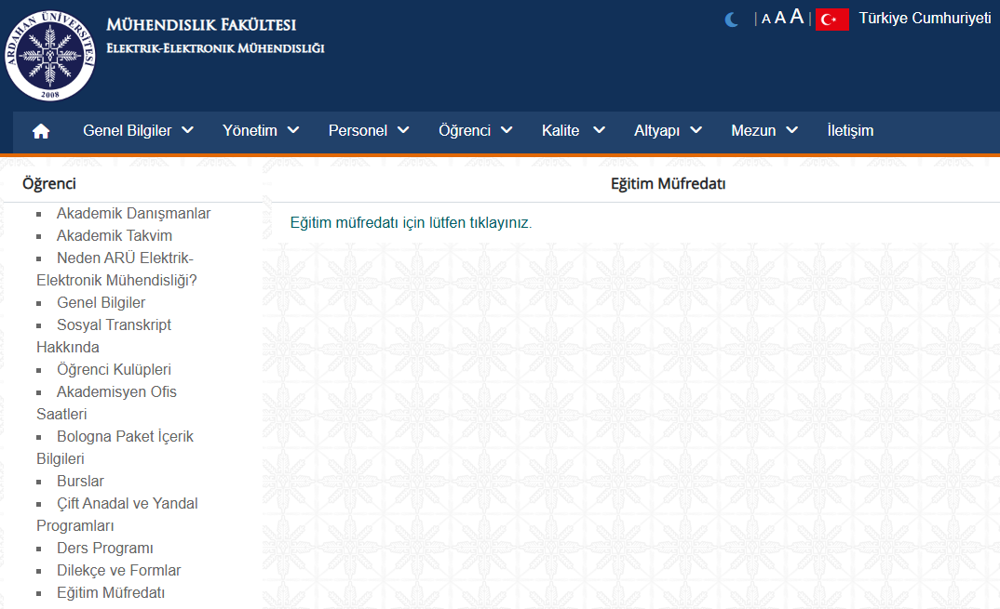 ARDAHAN ÜNİVERSİTESİ
2008
MÜHENDISLIK FAKÜLTESI
ELEKTRIK-ELEKTRONIK MÜHENDISLIĞI
| A A A | Türkiye Cumhuriyeti
Genel Bilgiler Yönetim Personel Öğrenci Kalite Altyapı Mezun İletişim
Öğrenci
Akademik Danışmanlar
Akademik Takvim
Neden ARÜ Elektrik-
Elektronik Mühendisliği?
Genel Bilgiler
Sosyal Transkript
Hakkında
Öğrenci Kulüpleri
Akademisyen Ofis
Saatleri
Bologna Paket İçerik
Bilgileri
Burslar
Çift Anadal ve Yandal
Programları
Ders Programı
Dilekçe ve Formlar
Eğitim Müfredatı
Eğitim Müfredatı
Eğitim müfredatı için lütfen tıklayınız.